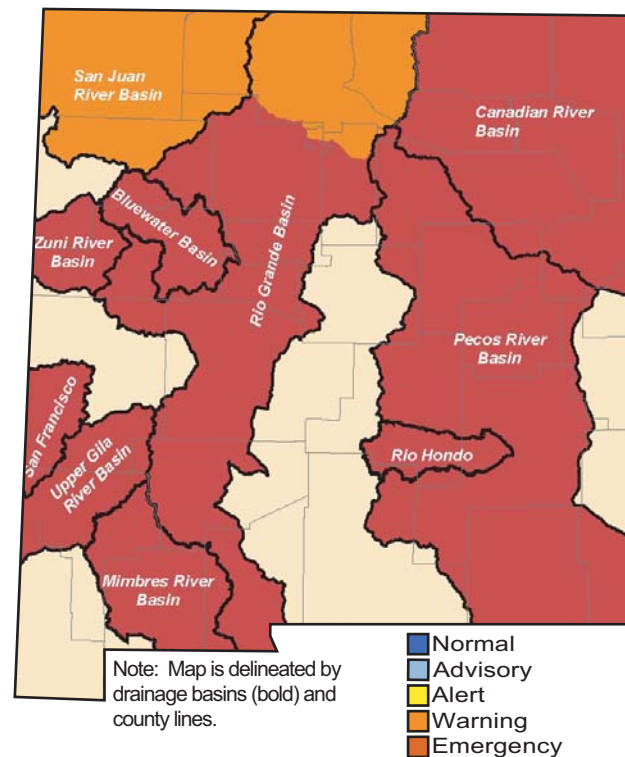 San Juan
River Basin
Canadian River
Basin
Bluewater Basin
Zuni River
Basin
Rio Grande Basin
Pecos River
Basin
San Francisco
Upper Gila
River Basin
Rio Hondo
Mimbres River
Basin
Note: Map is delineated by
drainage basins (bold) and
county lines.
Normal
Advisory
Alert
Warning
Emergency